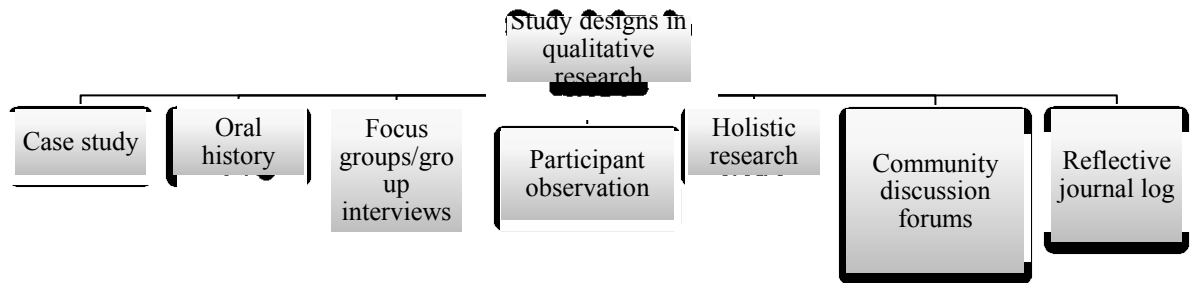 Study designs in
qualitative
research
Case study
Oral
history
Focus
groups/gro
up
interviews
Participant
observation
Holistic
research
Community
discussion
forums
Reflective
journal log